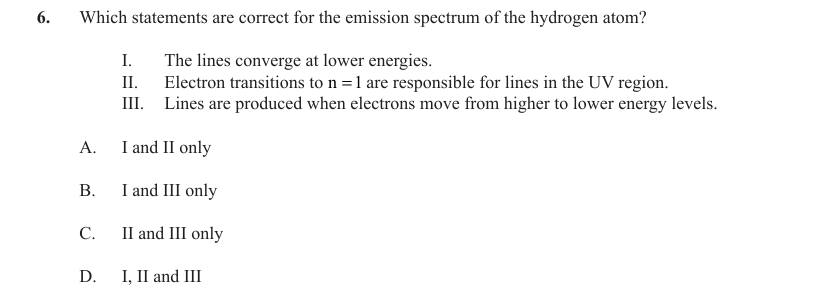 6. Which statements are correct for the emission spectrum of the hydrogen atom?
I. The lines converge at lower energies.
II. Electron transitions to n = 1 are responsible for lines in the UV region.
III. Lines are produced when electrons move from higher to lower energy levels.
A. I and II only
B. I and III only
C. II and III only
D. I, II and III